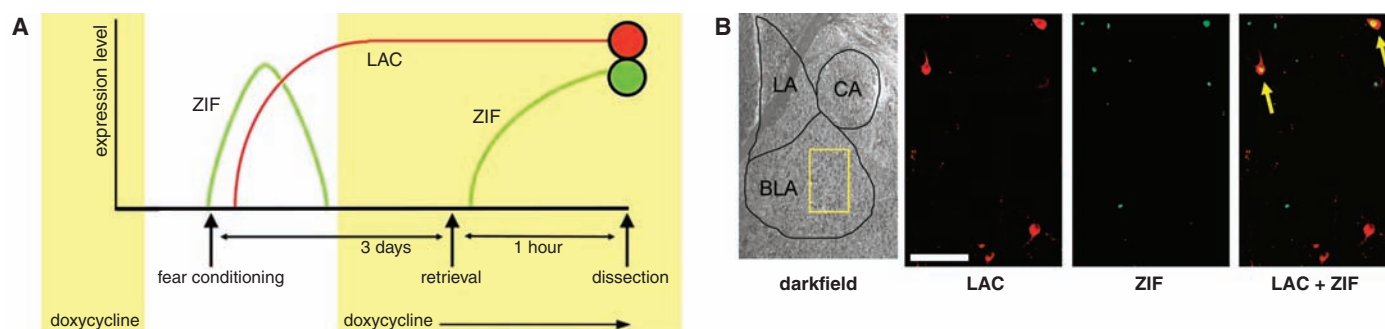 A
expression level
ZIF
LAC
ZIF
3 days
1 hour
fear conditioning
retrieval
dissection
doxycycline
doxycycline
B
LA
CA
BLA
darkfield
LAC
ZIF
LAC + ZIF